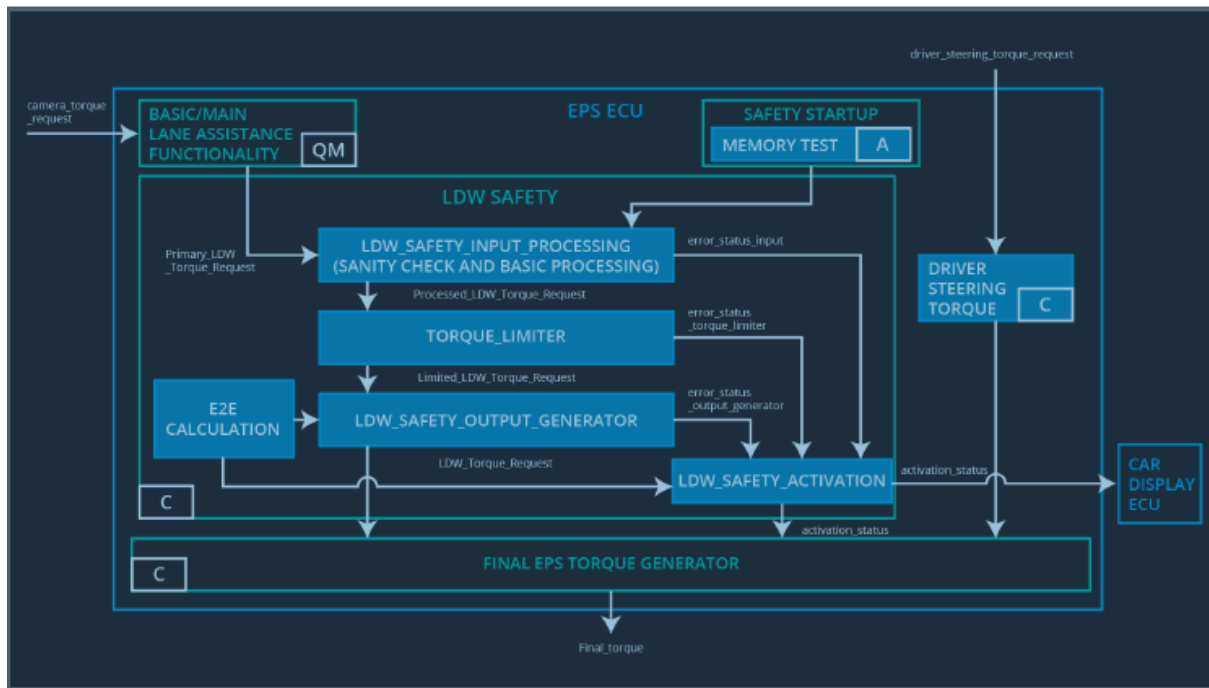 driver_steering_torque_request
camera_torque
_request
EPS ECU
BASIC/MAIN
LANE ASSISTANCE
FUNCTIONALITY
QM
SAFETY STARTUP
MEMORY TEST
A
LDW SAFETY
Primary_LDW
_Torque_Request
LDW_SAFETY_INPUT_PROCESSING
(SANITY CHECK AND BASIC PROCESSING)
error_status_input
DRIVER
STEERING
TORQUE
C
Processed_LDW_Torque_Request
error_status
_torque_limiter
TORQUE_LIMITER
Limited_LDW_Torque_Request
error_status
_output_generator
E2E
CALCULATION
LDW_SAFETY_OUTPUT_GENERATOR
LDW_Torque_Request
LDW_SAFETY_ACTIVATION
activation_status
CAR
DISPLAY
ECU
C
activation_status
C
FINAL EPS TORQUE GENERATOR
Final_torque